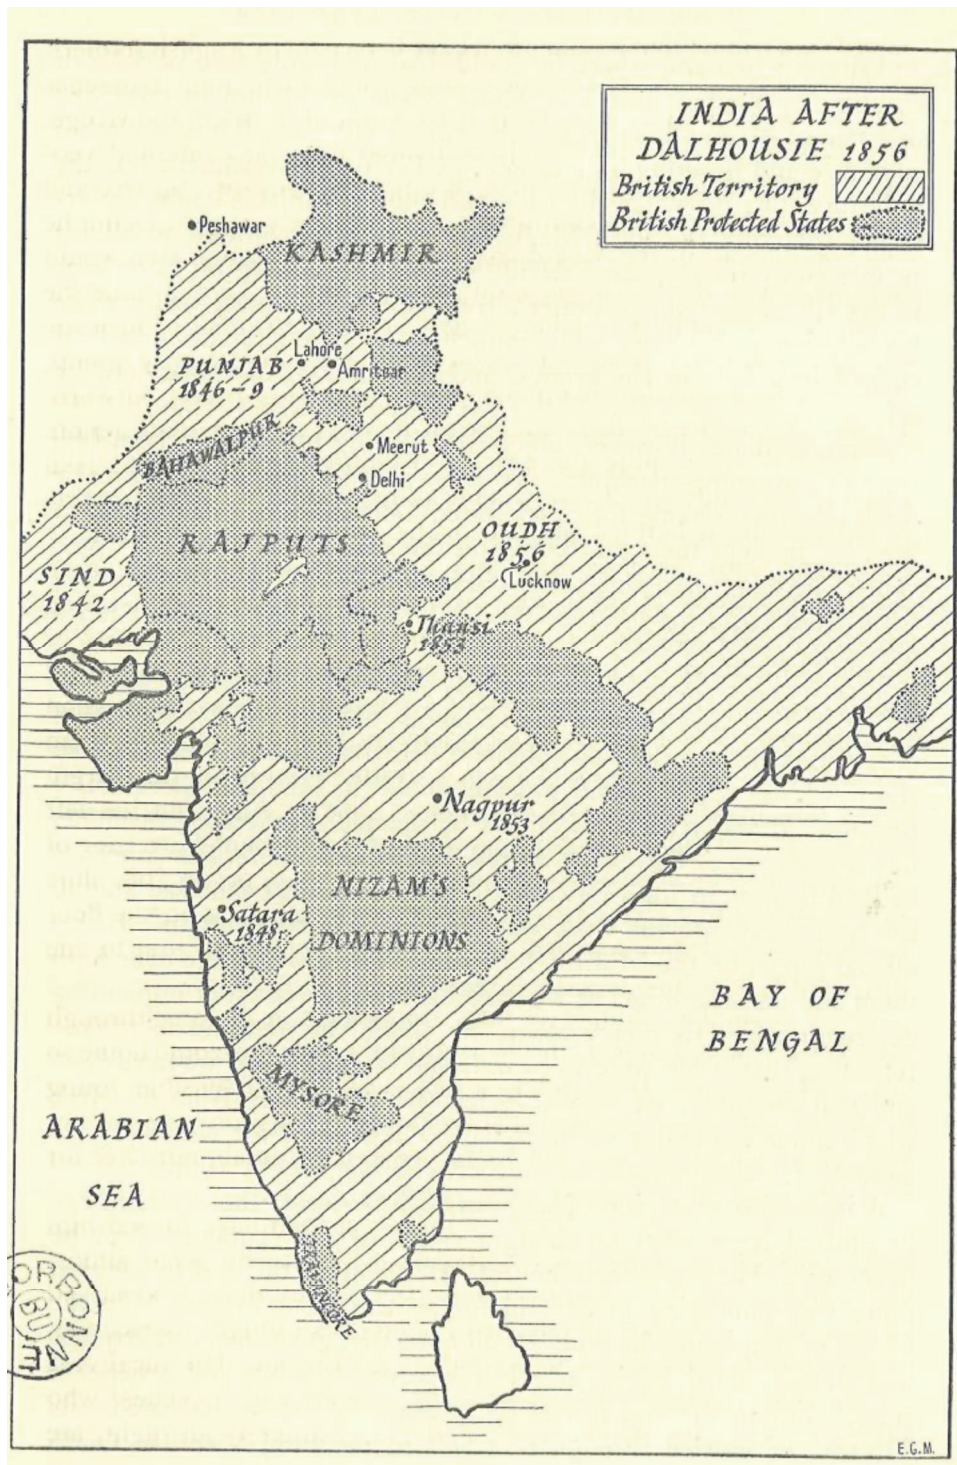 INDIA AFTER
DALHOUSIE 1856
British Territory
British Protected States
Peshawar
KASHMIR
Lahore
PUNJAB
1846-9
Amritsar
BAHAWALPUR
Meerut
Delhi
RAJPUTS
OUDH
1856
Lucknow
SIND
1842
Jhansi
1853
Nagpur
1853
NIZAM'S
DOMINIONS
Satara
1848
BAY OF
BENGAL
MYSORE
ARABIAN
SEA
TRAVANCORE
ORBONNE
E.G.M.